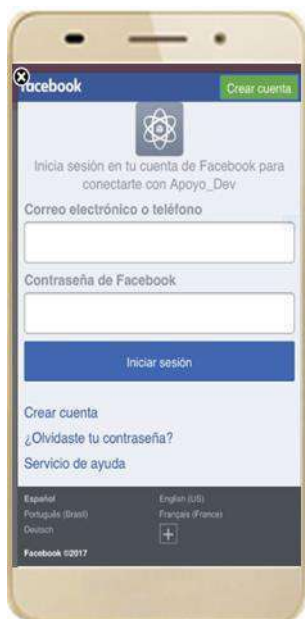 facebook
Crear cuenta
Inicia sesión en tu cuenta de Facebook para
conectarte con Apoyo_Dev
Correo electrónico o teléfono
Contraseña de Facebook
Iniciar sesión
Crear cuenta
¿Olvidaste tu contraseña?
Servicio de ayuda
Español English (US)
Português (Brasil) Français (France)
Deutsch
Facebook ©2017